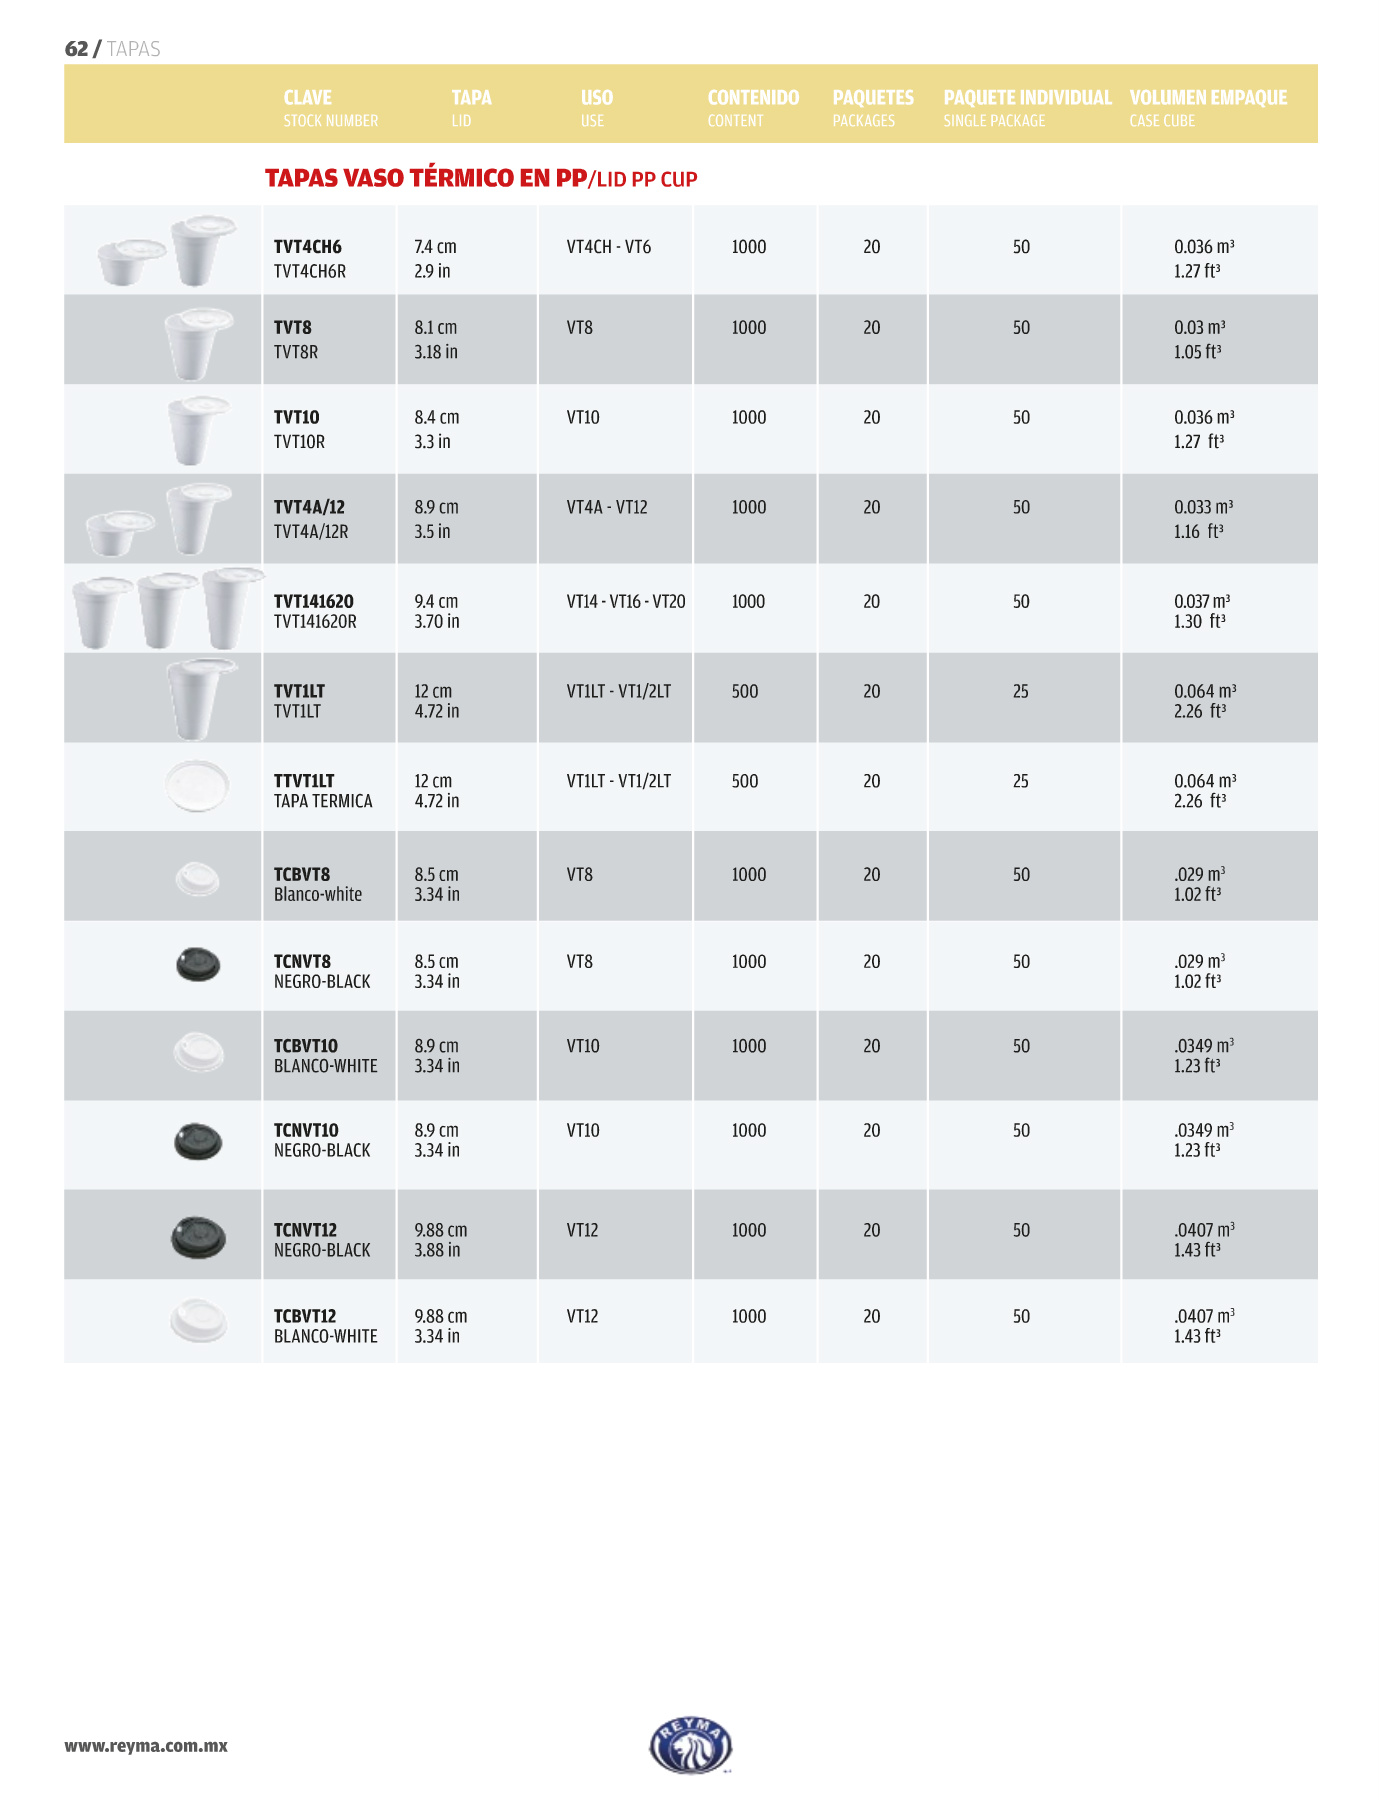 62 / TAPAS
CLAVE TAPA USO CONTENIDO PAQUETES PAQUETE INDIVIDUAL VOLUMEN EMPAQUE
STOCK NUMBER LID USE CONTENT PACKAGES SINGLE PACKAGE CASE CUBE
TAPAS VASO TÉRMICO EN PP/LID PP CUP
TVT4CH6 7.4 cm VT4CH - VT6 1000 20 50 0.036 m³
TVT4CH6R 2.9 in 1.27 ft³
TVT8 8.1 cm VT8 1000 20 50 0.03 m³
TVT8R 3.18 in 1.05 ft³
TVT10 8.4 cm VT10 1000 20 50 0.036 m³
TVT10R 3.3 in 1.27 ft³
TVT4A/12 8.9 cm VT4A - VT12 1000 20 50 0.033 m³
TVT4A/12R 3.5 in 1.16 ft³
TVT141620 9.4 cm VT14 - VT16 - VT20 1000 20 50 0.037 m³
TVT141620R 3.70 in 1.30 ft³
TVT1LT 12 cm VT1LT - VT1/2LT 500 20 25 0.064 m³
TVT1LT 4.72 in 2.26 ft³
TTVT1LT 12 cm VT1LT - VT1/2LT 500 20 25 0.064 m³
TAPA TERMICA 4.72 in 2.26 ft³
TCBVT8 8.5 cm VT8 1000 20 50 .029 m³
Blanco-white 3.34 in 1.02 ft³
TCNVT8 8.5 cm VT8 1000 20 50 .029 m³
NEGRO-BLACK 3.34 in 1.02 ft³
TCBVT10 8.9 cm VT10 1000 20 50 .0349 m³
BLANCO-WHITE 3.34 in 1.23 ft³
TCNVT10 8.9 cm VT10 1000 20 50 .0349 m³
NEGRO-BLACK 3.34 in 1.23 ft³
TCNVT12 9.88 cm VT12 1000 20 50 .0407 m³
NEGRO-BLACK 3.88 in 1.43 ft³
TCBVT12 9.88 cm VT12 1000 20 50 .0407 m³
BLANCO-WHITE 3.34 in 1.43 ft³
www.reyma.com.mx
REYMA